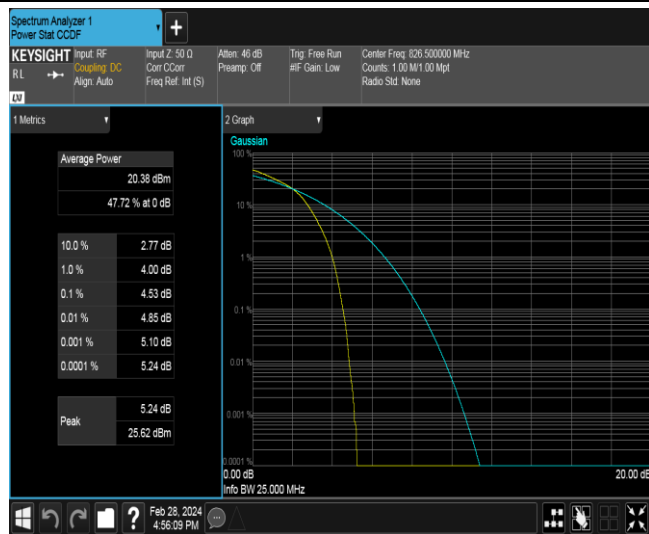 Spectrum Analyzer 1
Power Stat CCDF
+
KEYSIGHT
RL
LXI
Input: RF
Coupling: DC
Align: Auto
Input Z: 50 Ω
Corr CCorr
Freq Ref: Int (S)
Atten: 46 dB
Preamp: Off
Trig: Free Run
#IF Gain: Low
Center Freq: 826.500000 MHz
Counts: 1.00 M/1.00 Mpt
Radio Std: None
1 Metrics
Average Power
20.38 dBm
47.72 % at 0 dB
10.0 % 2.77 dB
1.0 % 4.00 dB
0.1 % 4.53 dB
0.01 % 4.85 dB
0.001 % 5.10 dB
0.0001 % 5.24 dB
Peak
5.24 dB
25.62 dBm
2 Graph
Gaussian
100 %
10 %
1 %
0.1 %
0.01 %
0.001 %
0.0001 %
0.00 dB
20.00 dB
Info BW 25.000 MHz
?
Feb 28, 2024
4:56:09 PM